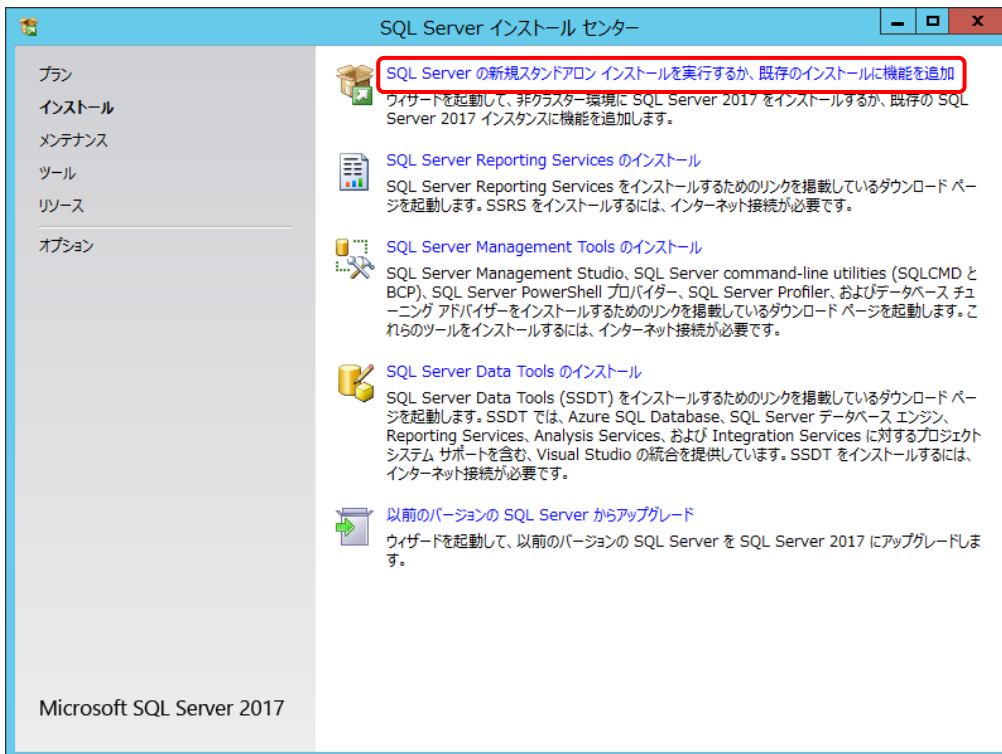 SQL Server インストール センター
プラン
インストール
メンテナンス
ツール
リソース
オプション
SQL Server の新規スタンドアロン インストールを実行するか、既存のインストールに機能を追加
ウィザードを起動して、非クラスター環境に SQL Server 2017 をインストールするか、既存の SQL
Server 2017 インスタンスに機能を追加します。
SQL Server Reporting Services のインストール
SQL Server Reporting Services をインストールするためのリンクを掲載しているダウンロード ペー
ジを起動します。SSRS をインストールするには、インターネット接続が必要です。
SQL Server Management Tools のインストール
SQL Server Management Studio、SQL Server command-line utilities (SQLCMD と
BCP)、SQL Server PowerShell プロバイダー、SQL Server Profiler、およびデータベース チュ
ーニング アドバイザーをインストールするためのリンクを掲載しているダウンロード ページを起動します。こ
れらのツールをインストールするには、インターネット接続が必要です。
SQL Server Data Tools のインストール
SQL Server Data Tools (SSDT) をインストールするためのリンクを掲載しているダウンロード ペー
ジを起動します。SSDT では、Azure SQL Database、SQL Server データベース エンジン、
Reporting Services、Analysis Services、および Integration Services に対するプロジェクト
システム サポートを含む、Visual Studio の統合を提供しています。SSDT をインストールするには、
インターネット接続が必要です。
以前のバージョンの SQL Server からアップグレード
ウィザードを起動して、以前のバージョンの SQL Server を SQL Server 2017 にアップグレードしま
す。
Microsoft SQL Server 2017